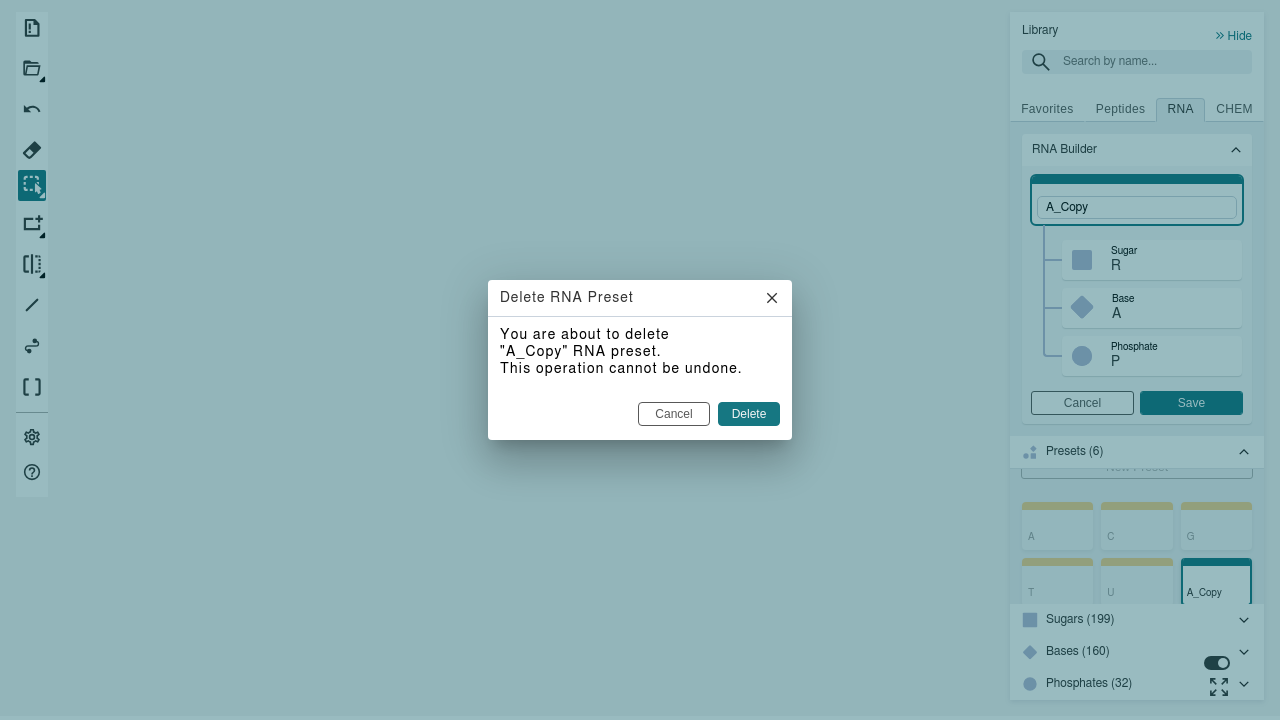 Library
Hide
Search by name...
Favorites
Peptides
RNA
CHEM
RNA Builder
A_Copy
Sugar
R
Base
A
Phosphate
P
Cancel
Save
Delete RNA Preset
You are about to delete
"A_Copy" RNA preset.
This operation cannot be undone.
Cancel
Delete
Presets (6)
New Preset
A
C
G
T
U
A_Copy
Sugars (199)
Bases (160)
Phosphates (32)